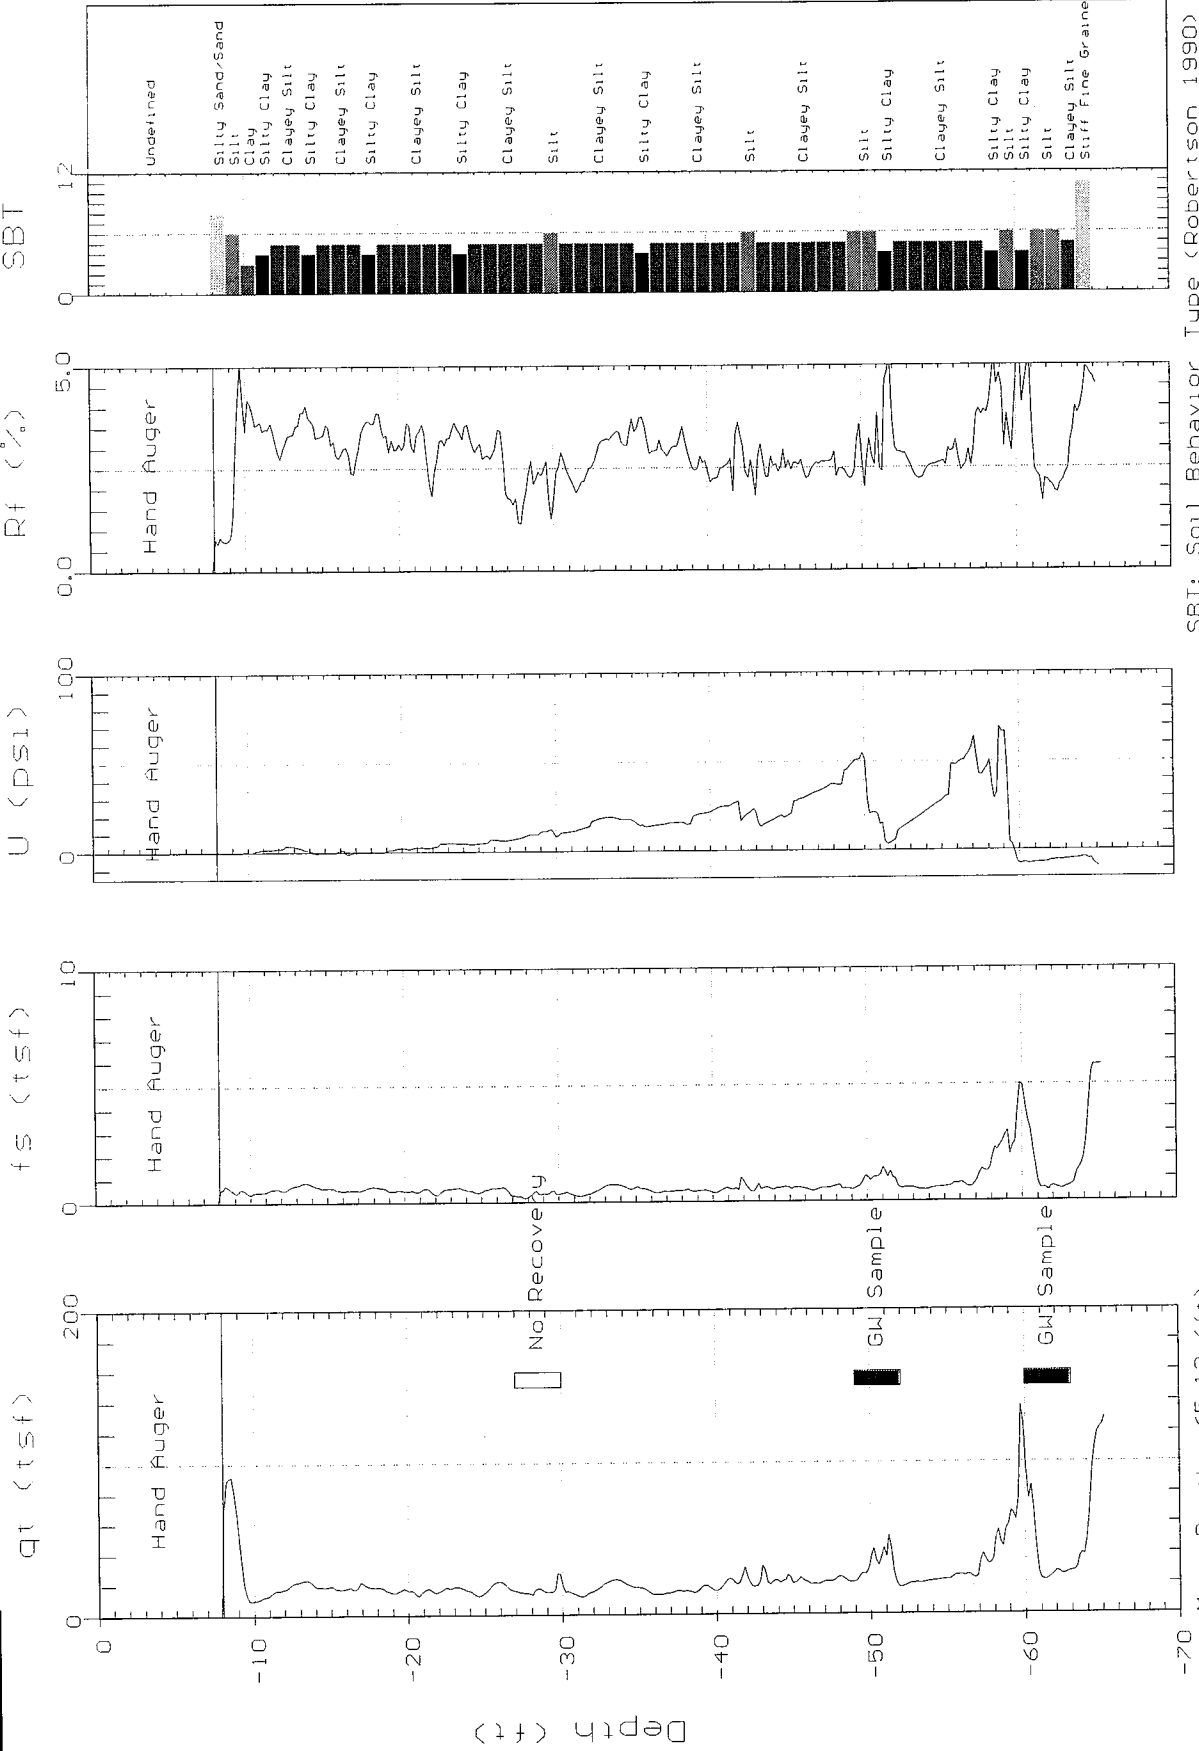 qt (tsf)
fs (tsf)
U (psi)
Rf (%)
SBT
0
200
0
10
0
100
0.0
5.0
0
12
Depth (ft)
0
-10
-20
-30
-40
-50
-60
-70
Hand Auger
Hand Auger
Hand Auger
Hand Auger
No Recovery
GW Sample
GW Sample
Undefined
Silty Sand/Sand
Silt
Clay
Silty Clay
Clayey Silt
Silty Clay
Clayey Silt
Silty Clay
Clayey Silt
Silty Clay
Clayey Silt
Silt
Clayey Silt
Silty Clay
Clayey Silt
Silt
Clayey Silt
Silt
Silty Clay
Clayey Silt
Silty Clay
Silt
Silty Clay
Silt
Clayey Silt
Stiff Fine Graine
SBT: Soil Behavior Type (Robertson 1990)